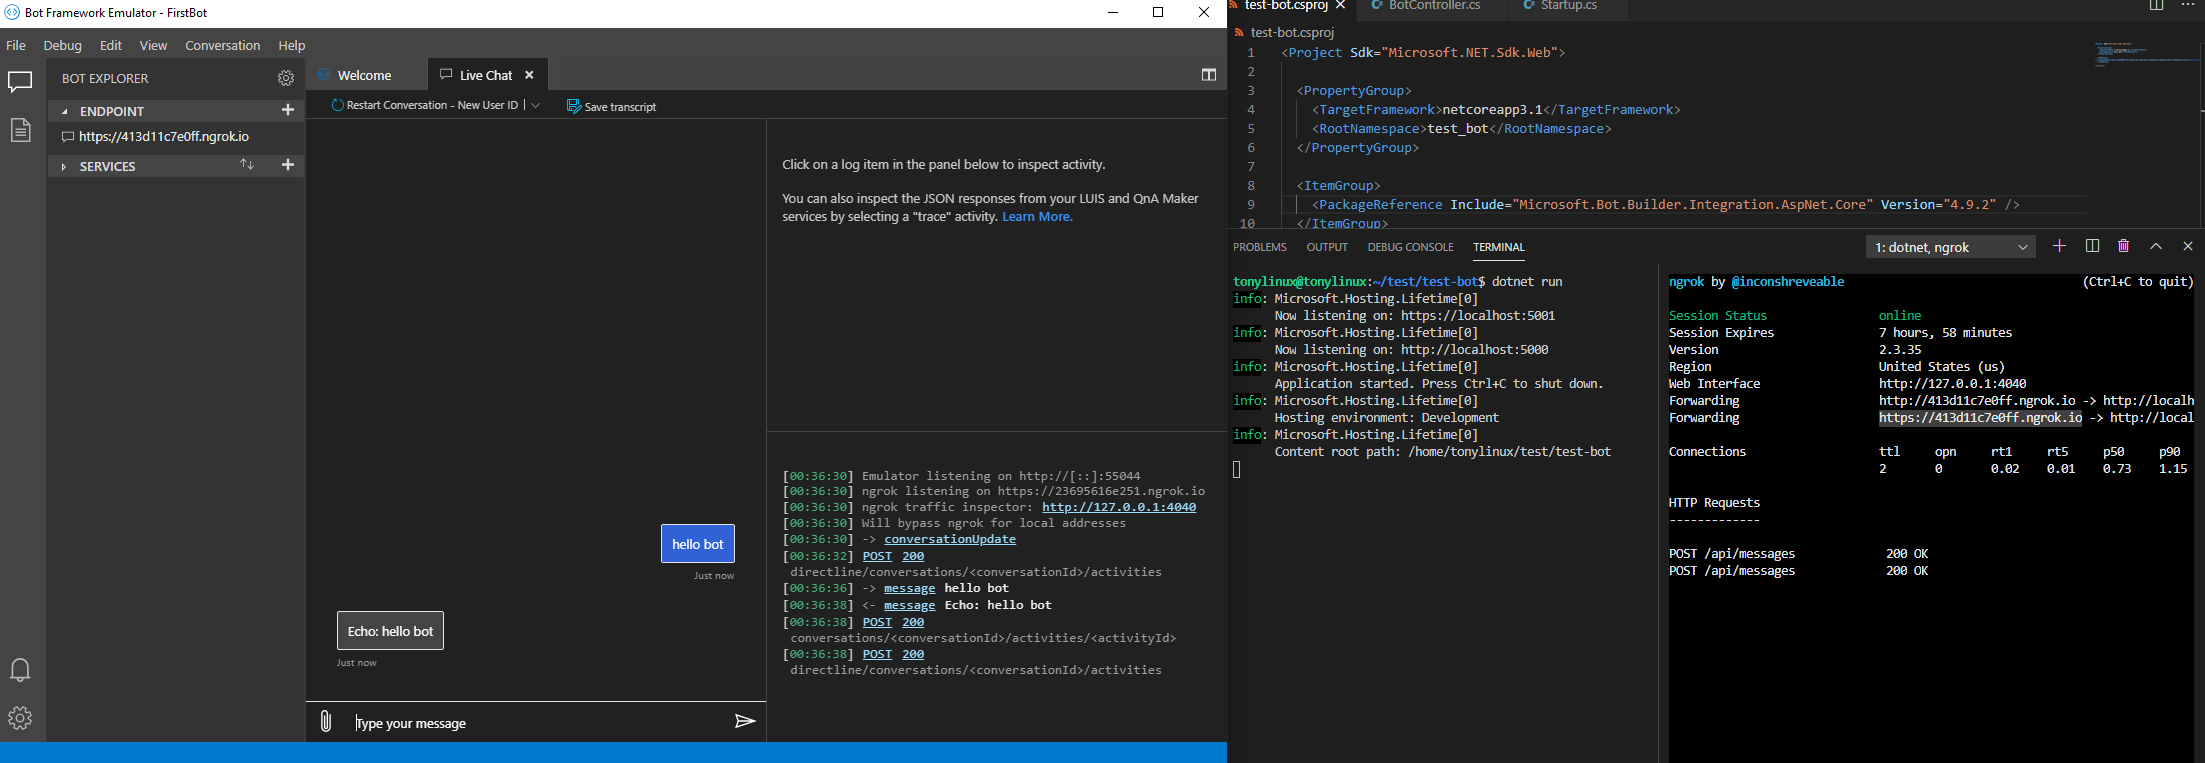 Bot Framework Emulator - FirstBot
File Debug Edit View Conversation Help
BOT EXPLORER
ENDPOINT
https://413d11c7e0ff.ngrok.io
SERVICES
Welcome
Live Chat
Restart Conversation - New User ID
Save transcript
hello bot
Just now
Echo: hello bot
Just now
Type your message
Click on a log item in the panel below to inspect activity.
You can also inspect the JSON responses from your LUIS and QnA Maker
services by selecting a "trace" activity. Learn More.
[00:36:30] Emulator listening on http://[::]:55044
[00:36:30] ngrok listening on https://23695616e251.ngrok.io
[00:36:30] ngrok traffic inspector: http://127.0.0.1:4040
[00:36:30] Will bypass ngrok for local addresses
[00:36:30] -> conversationUpdate
[00:36:32] POST 200
directline/conversations/<conversationId>/activities
[00:36:36] -> message hello bot
[00:36:38] <- message Echo: hello bot
[00:36:38] POST 200
conversations/<conversationId>/activities/<activityId>
[00:36:38] POST 200
directline/conversations/<conversationId>/activities
test-bot.csproj
BotController.cs
Startup.cs
test-bot.csproj
1 <Project Sdk="Microsoft.NET.Sdk.Web">
2
3 <PropertyGroup>
4 <TargetFramework>netcoreapp3.1</TargetFramework>
5 <RootNamespace>test_bot</RootNamespace>
6 </PropertyGroup>
7
8 <ItemGroup>
9 <PackageReference Include="Microsoft.Bot.Builder.Integration.AspNet.Core" Version="4.9.2" />
10 </ItemGroup>
PROBLEMS OUTPUT DEBUG CONSOLE TERMINAL
1: dotnet, ngrok
tonylinux@tonylinux:~/test/test-bot$ dotnet run
info: Microsoft.Hosting.Lifetime[0]
Now listening on: https://localhost:5001
info: Microsoft.Hosting.Lifetime[0]
Now listening on: http://localhost:5000
info: Microsoft.Hosting.Lifetime[0]
Application started. Press Ctrl+C to shut down.
info: Microsoft.Hosting.Lifetime[0]
Hosting environment: Development
info: Microsoft.Hosting.Lifetime[0]
Content root path: /home/tonylinux/test/test-bot
ngrok by @inconshreveable (Ctrl+C to quit)
Session Status online
Session Expires 7 hours, 58 minutes
Version 2.3.35
Region United States (us)
Web Interface http://127.0.0.1:4040
Forwarding http://413d11c7e0ff.ngrok.io -> http://localh
Forwarding https://413d11c7e0ff.ngrok.io -> http://local
Connections ttl opn rt1 rt5 p50 p90
2 0 0.02 0.01 0.73 1.15
HTTP Requests
-------------
POST /api/messages 200 OK
POST /api/messages 200 OK